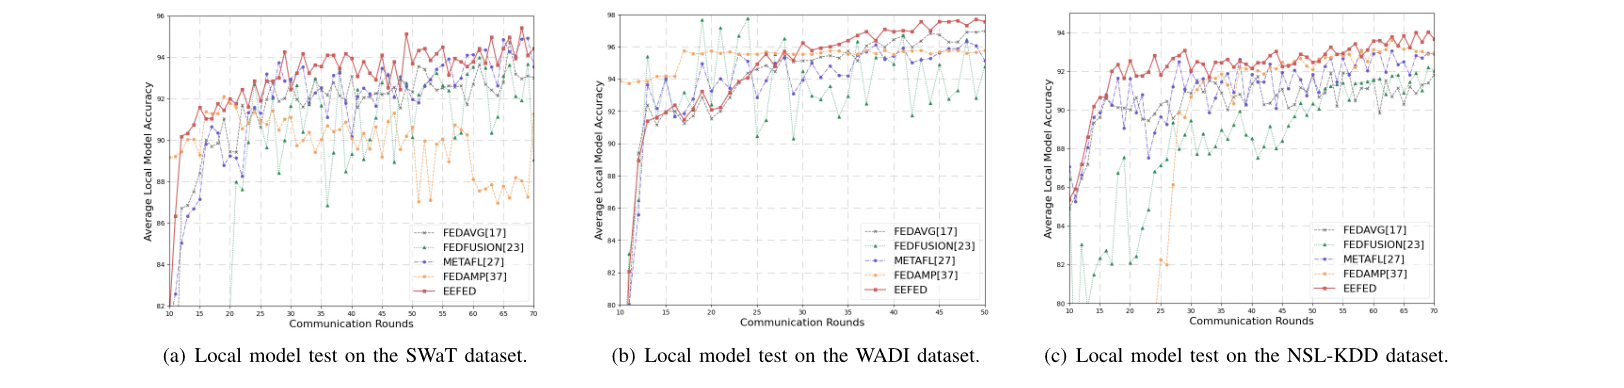 96
94
92
90
88
86
84
82
Average Local Model Accuracy
10 15 20 25 30 35 40 45 50 55 60 65 70
Communication Rounds
FEDAVG[17]
FEDFUSION[23]
METAFL[27]
FEDAMP[37]
EEFED
(a) Local model test on the SWaT dataset.
98
96
94
92
90
88
86
84
82
80
Average Local Model Accuracy
10 15 20 25 30 35 40 45 50
Communication Rounds
FEDAVG[17]
FEDFUSION[23]
METAFL[27]
FEDAMP[37]
EEFED
(b) Local model test on the WADI dataset.
94
92
90
88
86
84
82
80
Average Local Model Accuracy
10 15 20 25 30 35 40 45 50 55 60 65 70
Communication Rounds
FEDAVG[17]
FEDFUSION[23]
METAFL[27]
FEDAMP[37]
EEFED
(c) Local model test on the NSL-KDD dataset.